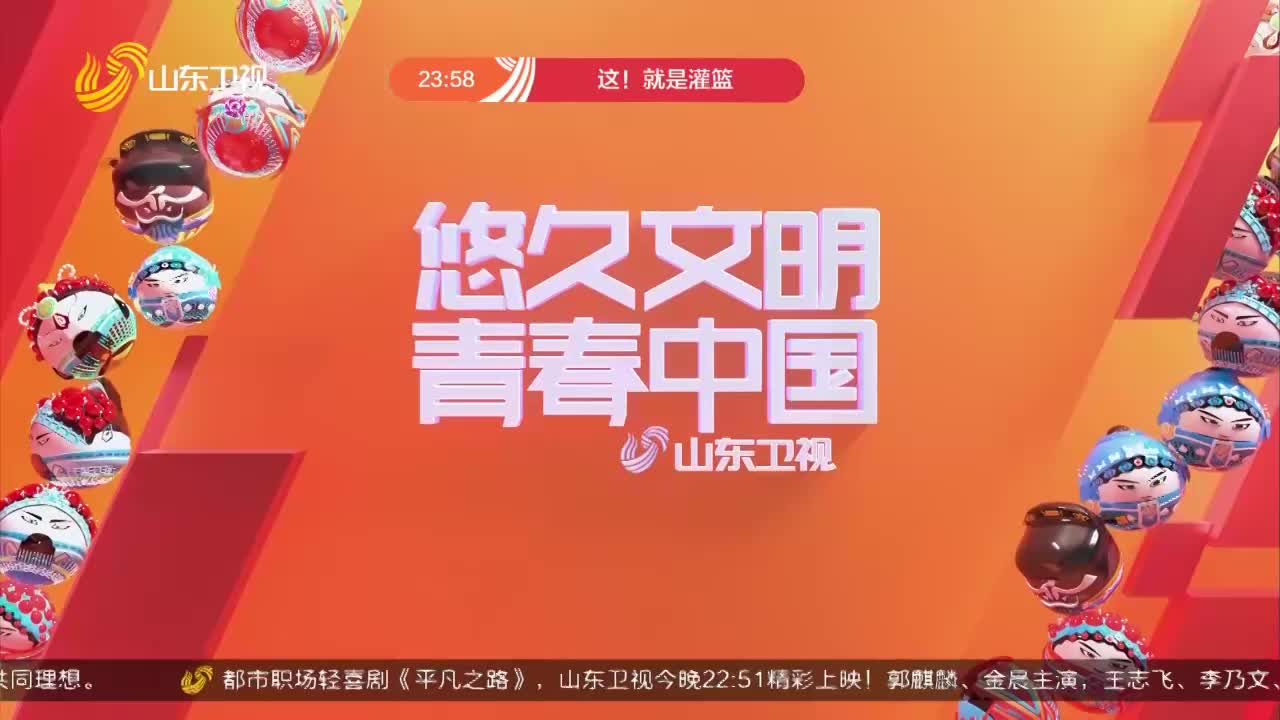 山东卫视
23:58 这！就是灌篮
悠久文明
青春中国
山东卫视
共同理想。 都市职场轻喜剧《平凡之路》，山东卫视今晚22:51精彩上映！郭麒麟、金晨主演，王志飞、李乃文、